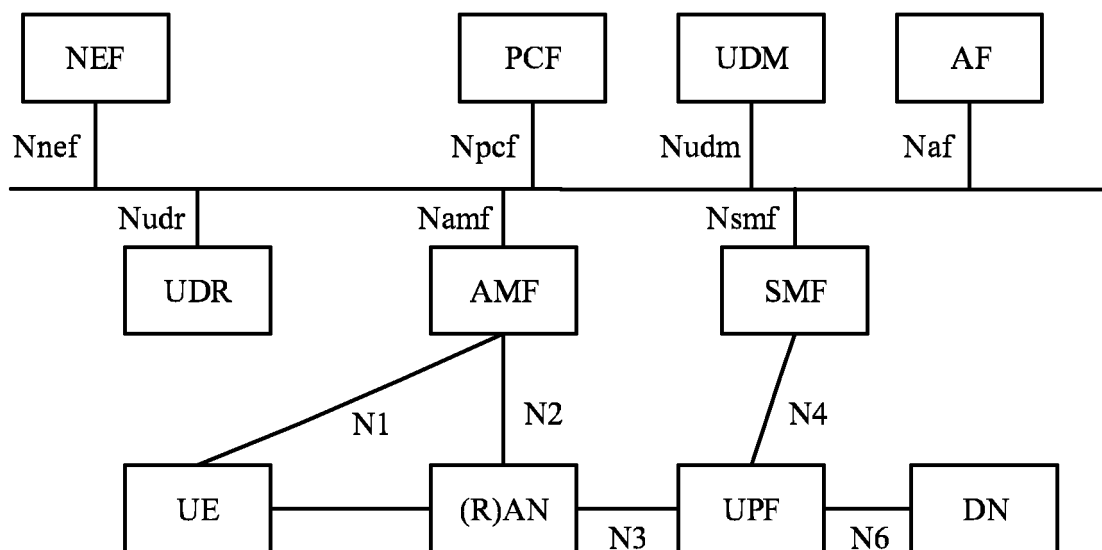 NEF PCF UDM AF
Nnef Npcf Nudm Naf
Nudr Namf Nsmf
UDR AMF SMF
N1 N2 N4
UE (R)AN UPF DN
N3 N6